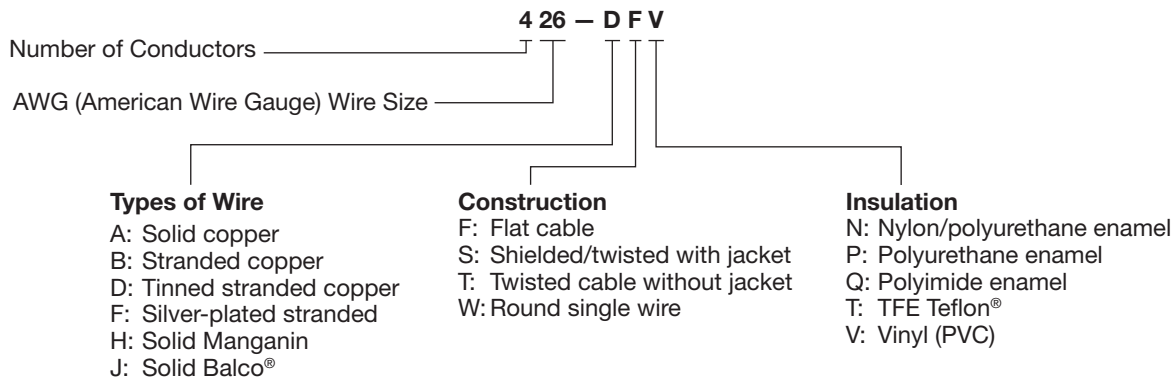 4 26 — D F V
Number of Conductors
AWG (American Wire Gauge) Wire Size
Types of Wire
A: Solid copper
B: Stranded copper
D: Tinned stranded copper
F: Silver-plated stranded
H: Solid Manganin
J: Solid Balco®
Construction
F: Flat cable
S: Shielded/twisted with jacket
T: Twisted cable without jacket
W: Round single wire
Insulation
N: Nylon/polyurethane enamel
P: Polyurethane enamel
Q: Polyimide enamel
T: TFE Teflon®
V: Vinyl (PVC)